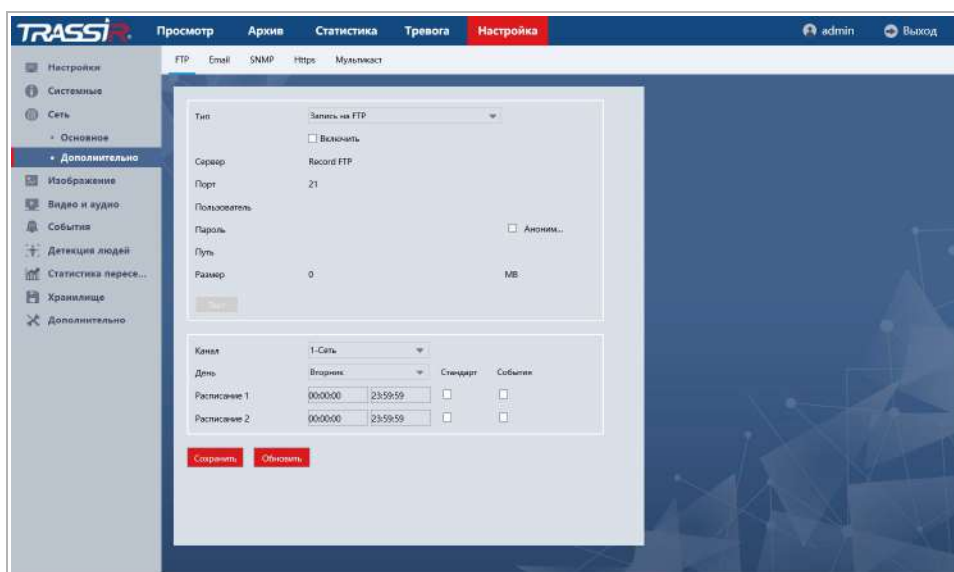 TRASSIR Просмотр Архив Статистика Тревога Настройка admin Выход
FTP Email SNMP Https Мультикаст
Настройки
Системные
Сеть
Основное
Дополнительно
Изображение
Видео и аудио
События
Детекция людей
Статистика пересе...
Хранилище
Дополнительно
Тип Запись на FTP
Включить
Сервер Record FTP
Порт 21
Пользователь
Пароль Аноним...
Путь
Размер 0 MB
Тест
Канал 1-Сеть
День Вторник Стандарт События
Расписание 1 00:00:00 23:59:59
Расписание 2 00:00:00 23:59:59
Сохранить Обновить